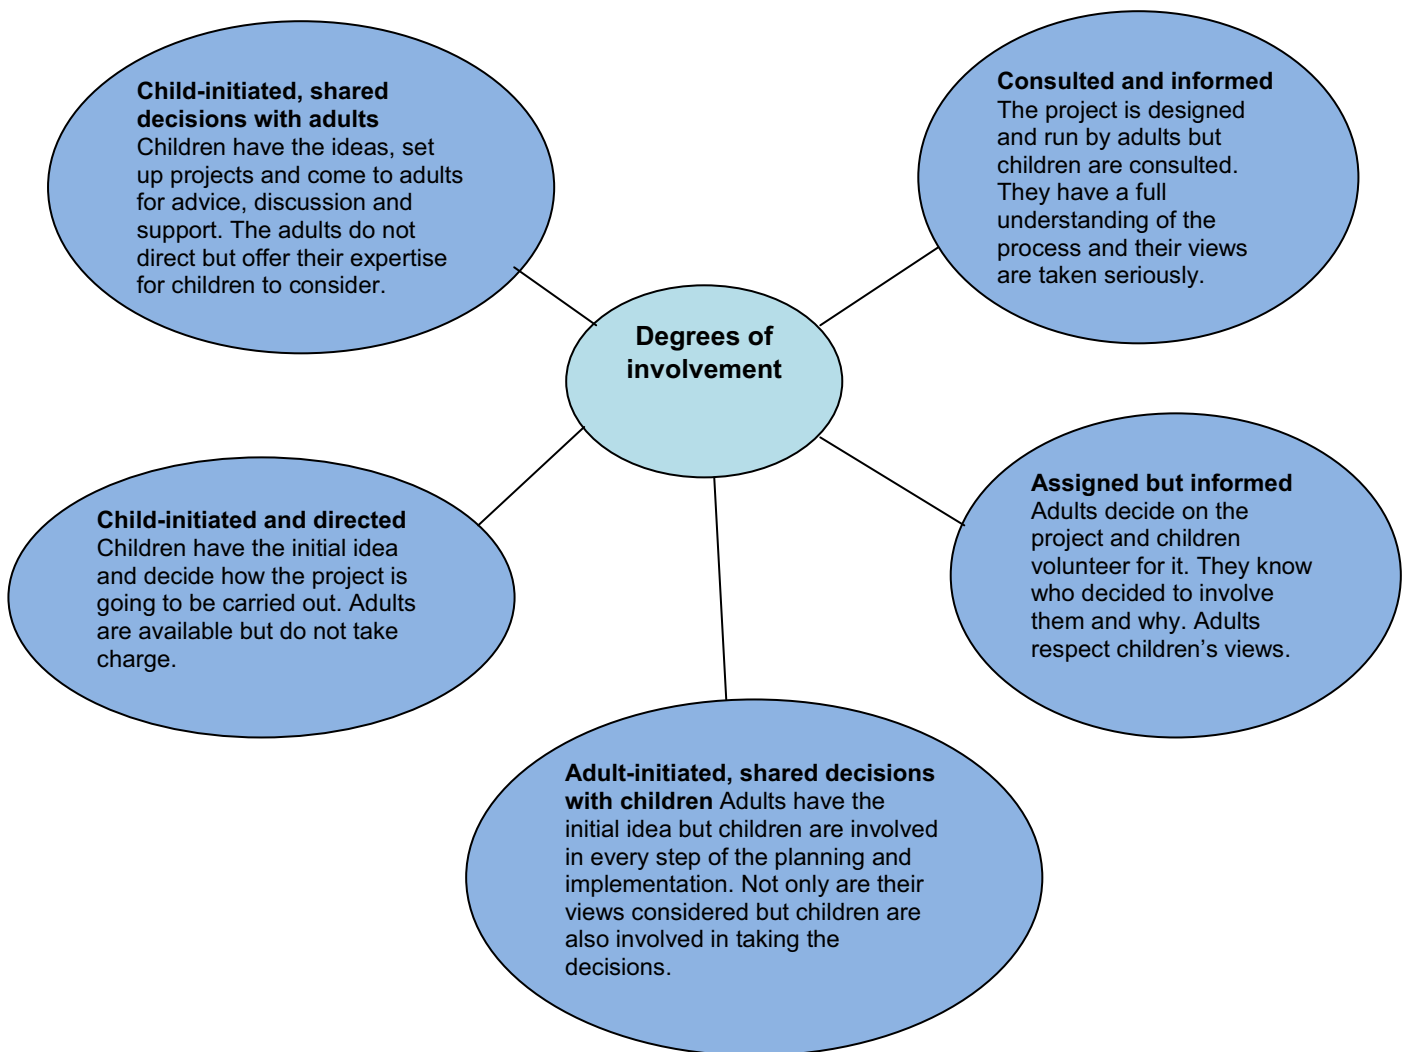 Child-initiated, shared
decisions with adults
Children have the ideas, set
up projects and come to adults
for advice, discussion and
support. The adults do not
direct but offer their expertise
for children to consider.
Consulted and informed
The project is designed
and run by adults but
children are consulted.
They have a full
understanding of the
process and their views
are taken seriously.
Degrees of
involvement
Child-initiated and directed
Children have the initial idea
and decide how the project is
going to be carried out. Adults
are available but do not take
charge.
Assigned but informed
Adults decide on the
project and children
volunteer for it. They know
who decided to involve
them and why. Adults
respect children’s views.
Adult-initiated, shared decisions
with children Adults have the
initial idea but children are involved
in every step of the planning and
implementation. Not only are their
views considered but children are
also involved in taking the
decisions.